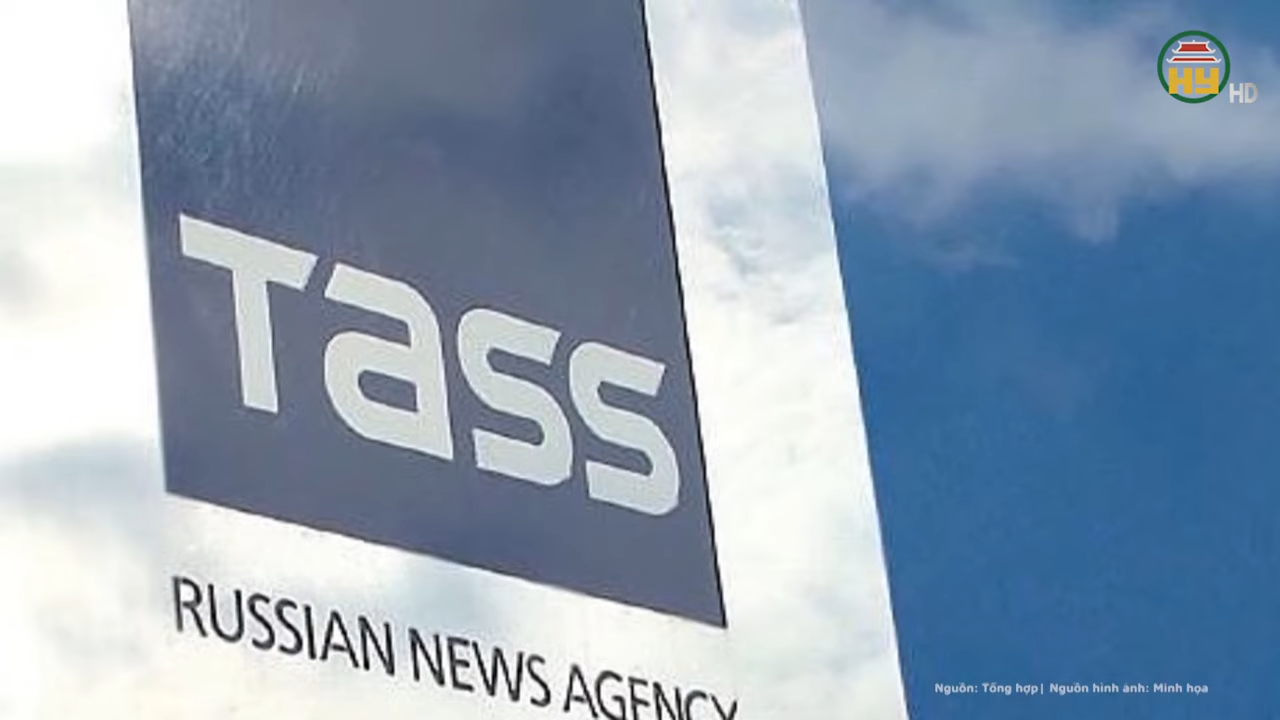 HY HD
Tass
RUSSIAN NEWS AGENCY
Nguồn: Tổng hợp| Nguồn hình ảnh: Minh họa